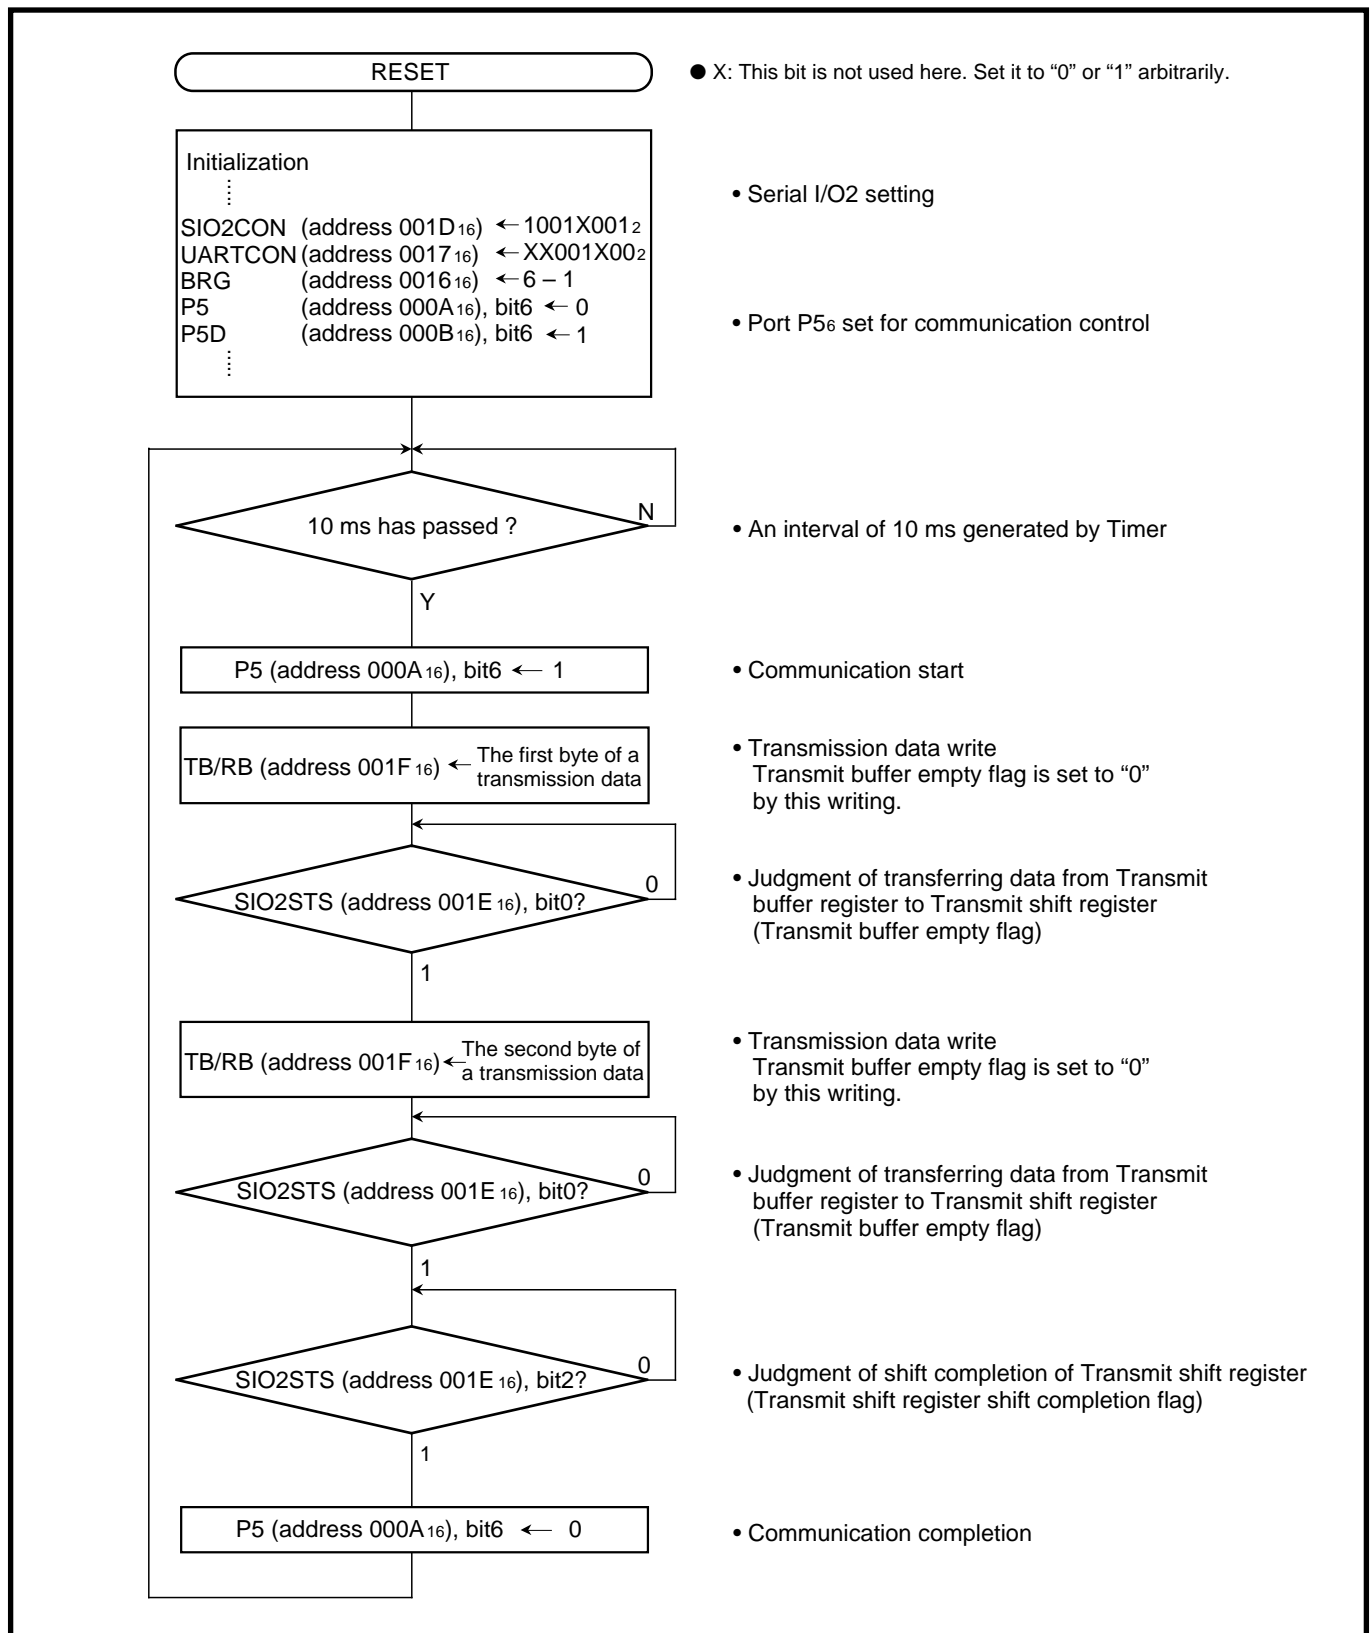 RESET
● X: This bit is not used here. Set it to “0” or “1” arbitrarily.
Initialization
SIO2CON (address 001D16) ← 1001X0012
UARTCON (address 001716) ← XX001X002
BRG (address 001616) ← 6 – 1
P5 (address 000A16), bit6 ← 0
P5D (address 000B16), bit6 ← 1
• Serial I/O2 setting
• Port P56 set for communication control
10 ms has passed ?
N
Y
• An interval of 10 ms generated by Timer
P5 (address 000A16), bit6 ← 1
• Communication start
TB/RB (address 001F16) ← The first byte of a
transmission data
• Transmission data write
Transmit buffer empty flag is set to “0”
by this writing.
SIO2STS (address 001E16), bit0?
0
1
• Judgment of transferring data from Transmit
buffer register to Transmit shift register
(Transmit buffer empty flag)
TB/RB (address 001F16) ← The second byte of
a transmission data
• Transmission data write
Transmit buffer empty flag is set to “0”
by this writing.
SIO2STS (address 001E16), bit0?
0
1
• Judgment of transferring data from Transmit
buffer register to Transmit shift register
(Transmit buffer empty flag)
SIO2STS (address 001E16), bit2?
0
1
• Judgment of shift completion of Transmit shift register
(Transmit shift register shift completion flag)
P5 (address 000A16), bit6 ← 0
• Communication completion